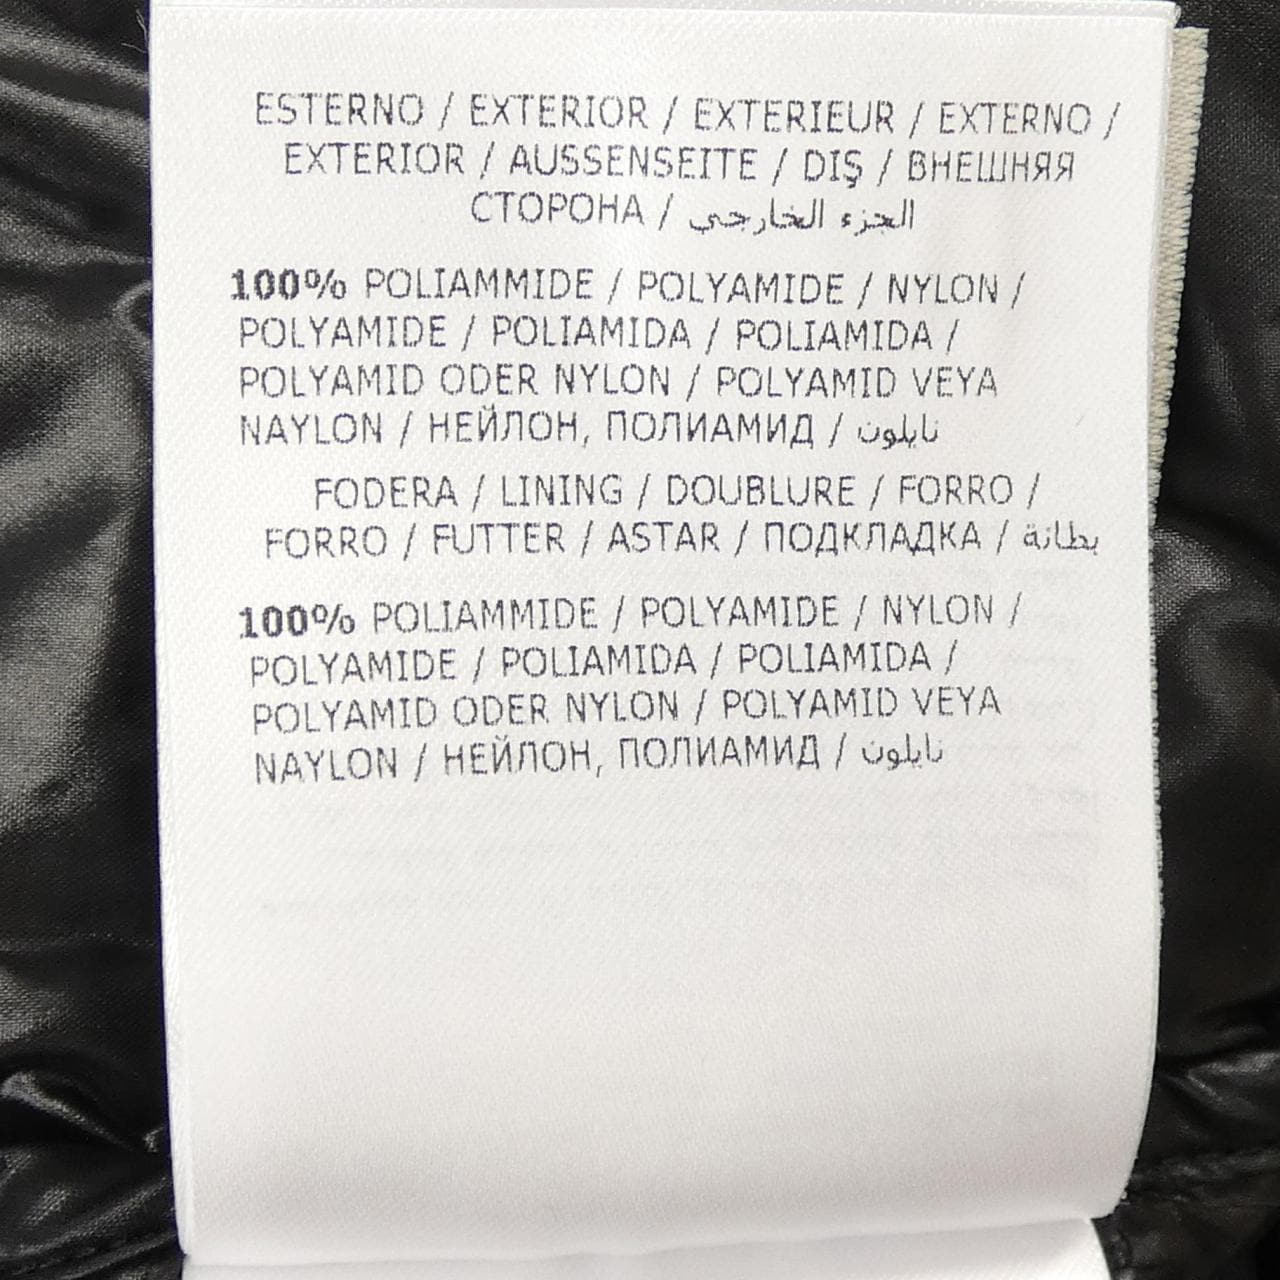 ESTERNO / EXTERIOR / EXTERIEUR / EXTERNO /
EXTERIOR / AUSSENSEITE / DIŞ / ВНЕШНЯЯ
СТОРОНА / الجزء الخارجي
100% POLIAMMIDE / POLYAMIDE / NYLON /
POLYAMIDE / POLIAMIDA / POLIAMIDA /
POLYAMID ODER NYLON / POLYAMID VEYA
NAYLON / НЕЙЛОН, ПОЛИАМИД / نايلون
FODERA / LINING / DOUBLURE / FORRO /
FORRO / FUTTER / ASTAR / ПОДКЛАДКА / بطانة
100% POLIAMMIDE / POLYAMIDE / NYLON /
POLYAMIDE / POLIAMIDA / POLIAMIDA /
POLYAMID ODER NYLON / POLYAMID VEYA
NAYLON / НЕЙЛОН, ПОЛИАМИД / نايلون